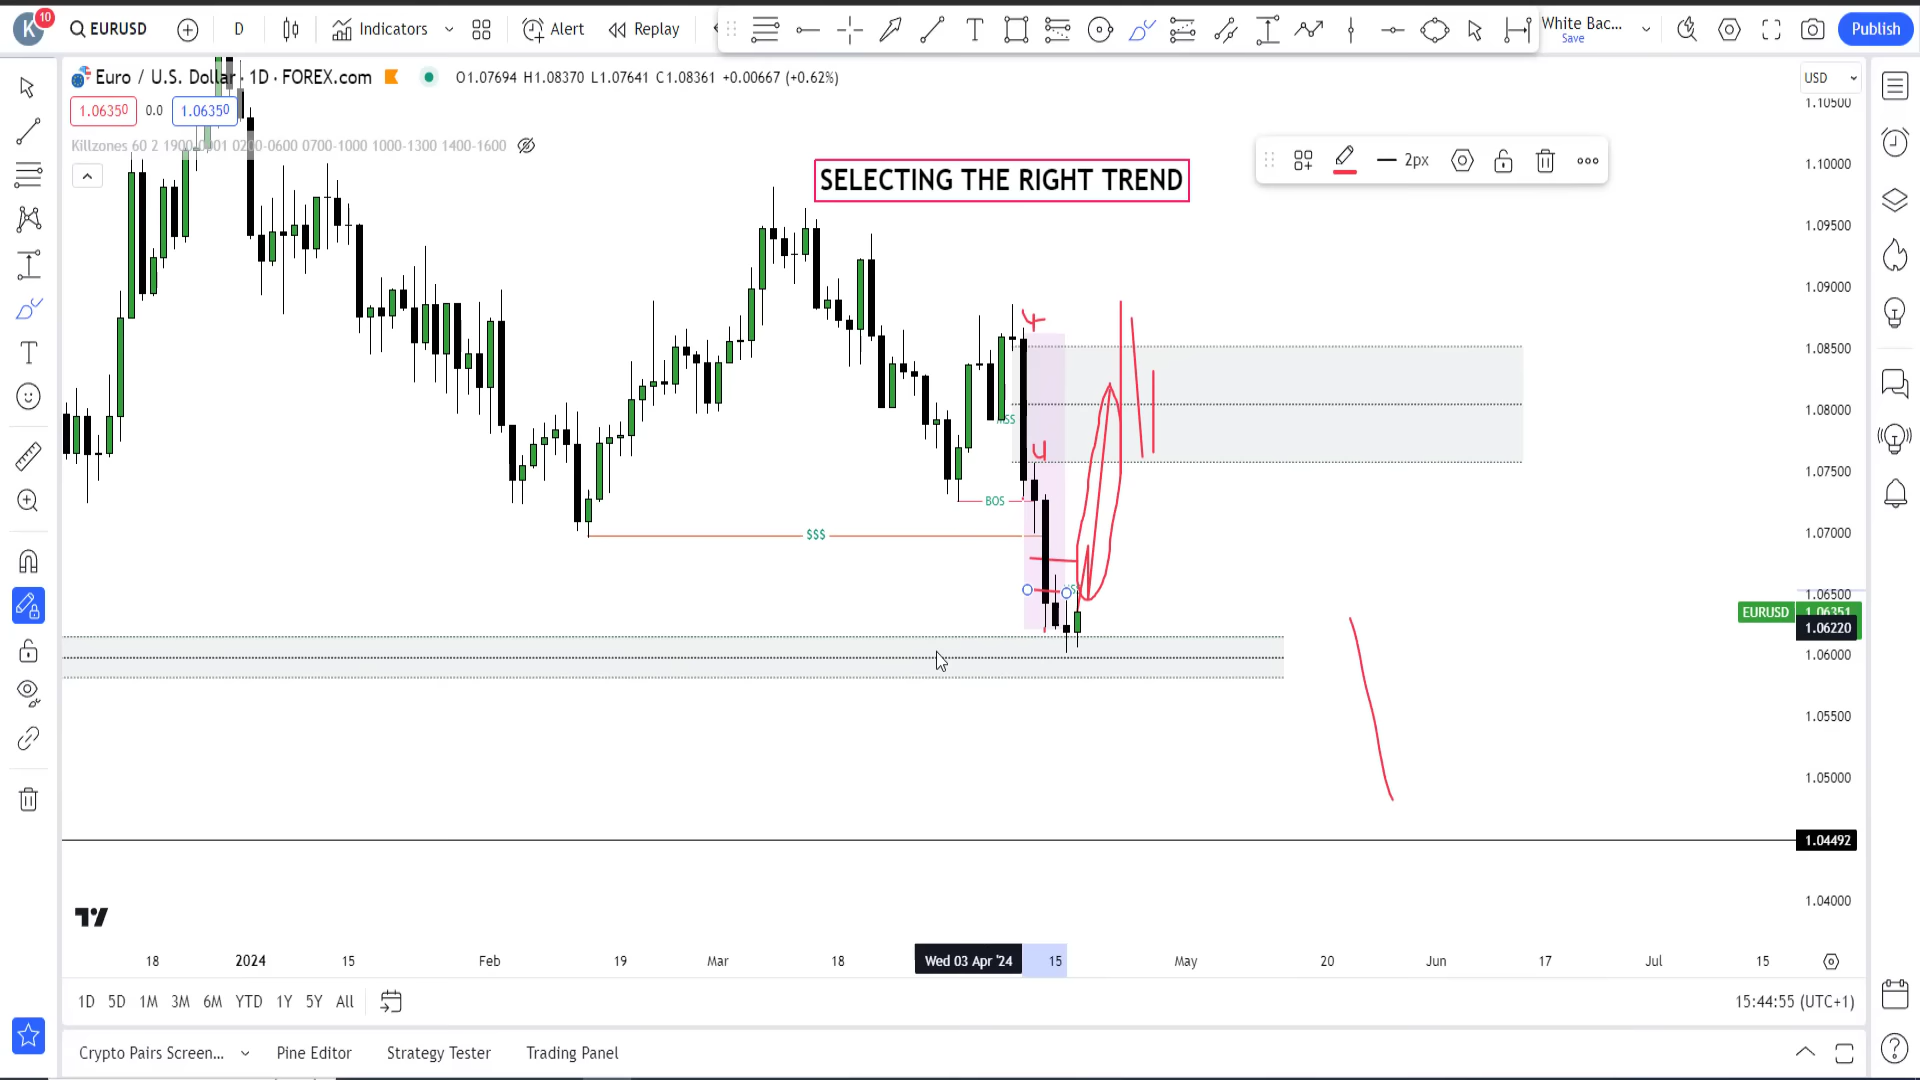 K 10 EURUSD D Indicators Alert Replay White Bac... Save Publish
Euro / U.S. Dollar · 1D · FOREX.com O1.07694 H1.08370 L1.07641 C1.08361 +0.00667 (+0.62%) USD
1.06350 0.0 1.06350
Killzones 60 2 1900-0001 0200-0600 0700-1000 1000-1300 1400-1600
2px
SELECTING THE RIGHT TREND
1.10500
1.10000
1.09500
1.09000
1.08500
1.08000
1.07500
1.07000
1.06500
EURUSD 1.06351
1.06220
1.06000
1.05500
1.05000
1.04492
1.04000
BOS
$$$
18 2024 15 Feb 19 Mar 18 Wed 03 Apr '24 15 May 20 Jun 17 Jul 15
1D 5D 1M 3M 6M YTD 1Y 5Y All 15:44:55 (UTC+1)
Crypto Pairs Screen... Pine Editor Strategy Tester Trading Panel